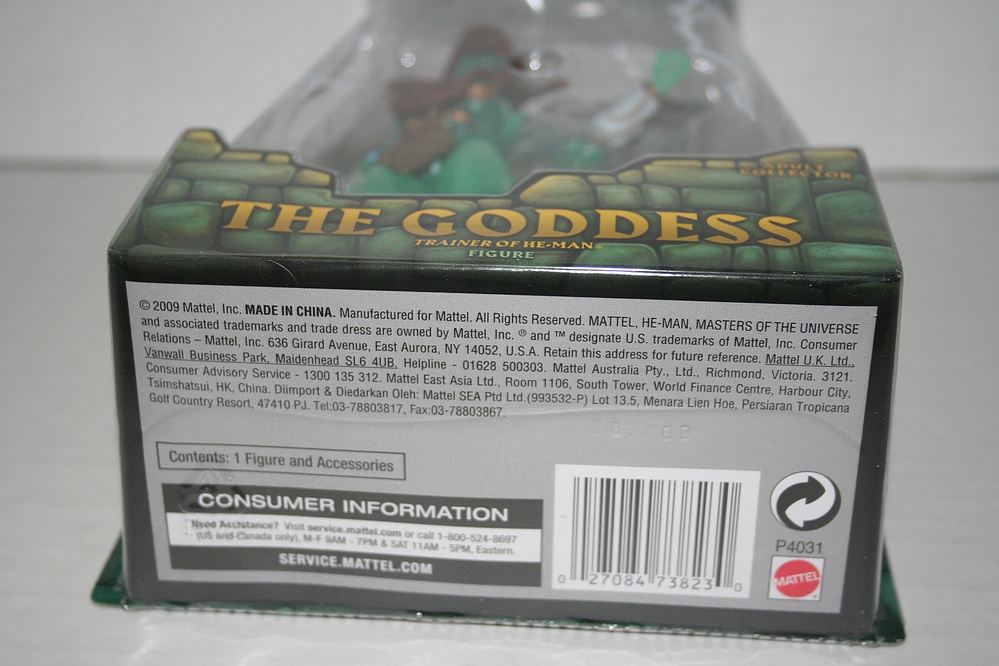 ADULT
COLLECTOR
THE GODDESS
TRAINER OF HE-MAN®
FIGURE
© 2009 Mattel, Inc. MADE IN CHINA. Manufactured for Mattel. All Rights Reserved. MATTEL, HE-MAN, MASTERS OF THE UNIVERSE
and associated trademarks and trade dress are owned by Mattel, Inc. ® and ™ designate U.S. trademarks of Mattel, Inc. Consumer
Relations – Mattel, Inc. 636 Girard Avenue, East Aurora, NY 14052, U.S.A. Retain this address for future reference. Mattel U.K. Ltd.,
Vanwall Business Park, Maidenhead SL6 4UB. Helpline - 01628 500303. Mattel Australia Pty., Ltd., Richmond, Victoria. 3121.
Consumer Advisory Service - 1300 135 312. Mattel East Asia Ltd., Room 1106, South Tower, World Finance Centre, Harbour City,
Tsimshatsui, HK, China. Diimport & Diedarkan Oleh: Mattel SEA Ptd Ltd.(993532-P) Lot 13.5, Menara Lien Hoe, Persiaran Tropicana
Golf Country Resort, 47410 PJ. Tel:03-78803817, Fax:03-78803867.
Contents: 1 Figure and Accessories
CONSUMER INFORMATION
Need Assistance? Visit service.mattel.com or call 1-800-524-8697
(US and Canada only), M-F 9AM - 7PM & SAT 11AM - 5PM, Eastern.
SERVICE.MATTEL.COM
0 27084 73823 0
P4031
MATTEL®